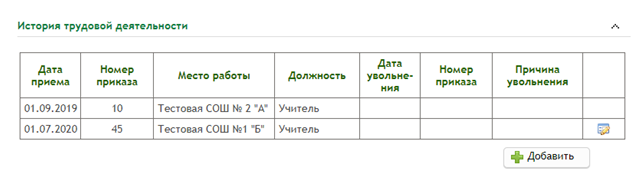 История трудовой деятельности
Дата приема Номер приказа Место работы Должность Дата увольне-ния Номер приказа Причина увольнения
01.09.2019 10 Тестовая СОШ № 2 "А" Учитель
01.07.2020 45 Тестовая СОШ №1 "Б" Учитель
Добавить